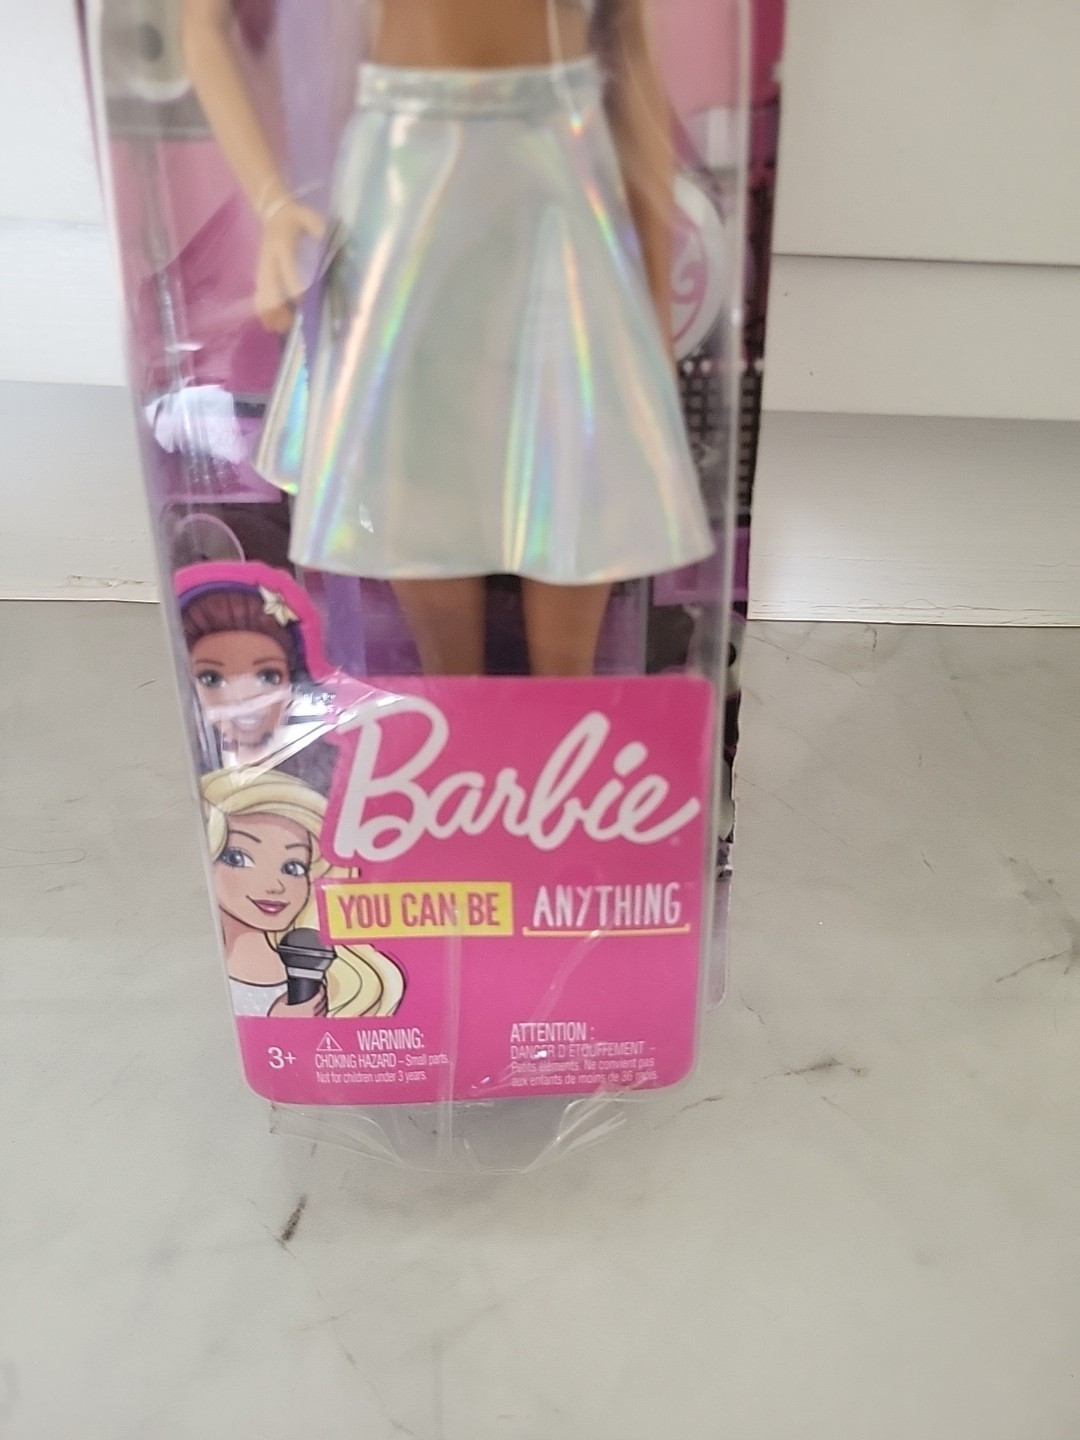 Barbie
YOU CAN BE ANYTHING
3+
WARNING:
CHOKING HAZARD – Small parts.
Not for children under 3 years.
ATTENTION :
DANGER D'ÉTOUFFEMENT –
Petits éléments. Ne convient pas
aux enfants de moins de 36 mois.